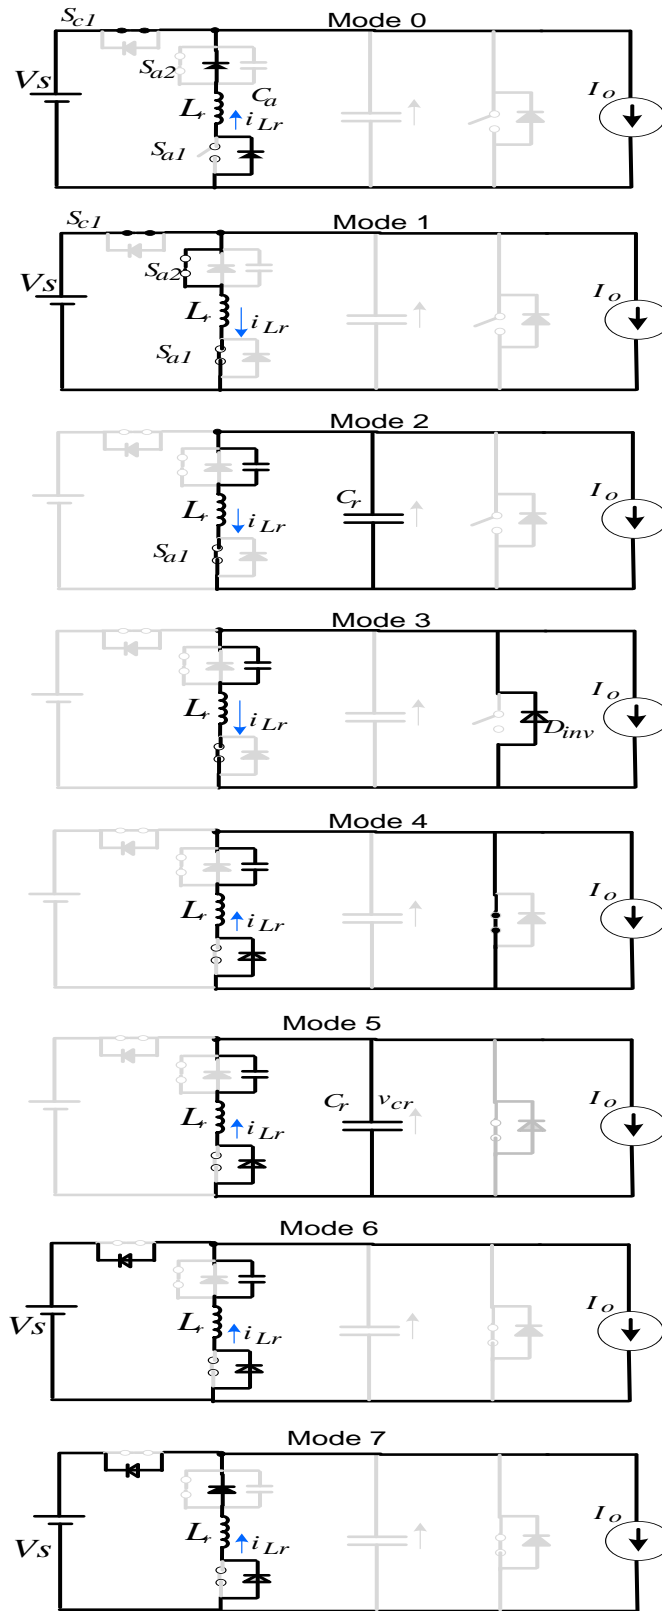 Sc1 Mode 0
Sa2 Io
Vs Ca
Lr iLr
Sa1
Sc1 Mode 1
Sa2
Vs Io
Lr iLr
Sa1
Mode 2
Lr Cr Io
iLr
Sa1
Mode 3
Io
Lr iLr
Dinv
Mode 4
Lr iLr Io
Mode 5
Cr vcr Io
Lr iLr
Mode 6
Vs Lr iLr Io
Mode 7
Io
Vs Lr iLr